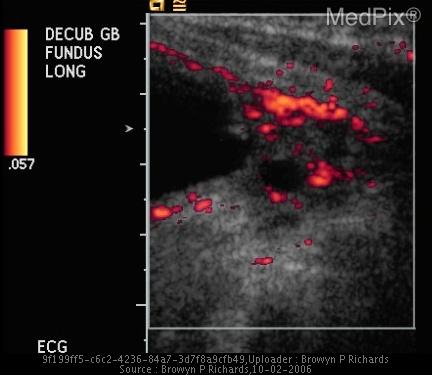 MedPix®
DECUB GB
FUNDUS
LONG
.057
ECG
9f199ff5-c6c2-4236-84a7-3d7f8a9cfb49,Uploader : Browyn P Richards
Source : Browyn P Richards,10-02-2006